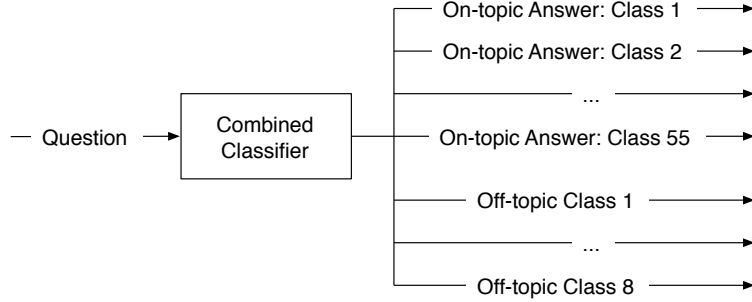 On-topic Answer: Class 1
On-topic Answer: Class 2
...
Question
Combined
Classifier
On-topic Answer: Class 55
Off-topic Class 1
...
Off-topic Class 8